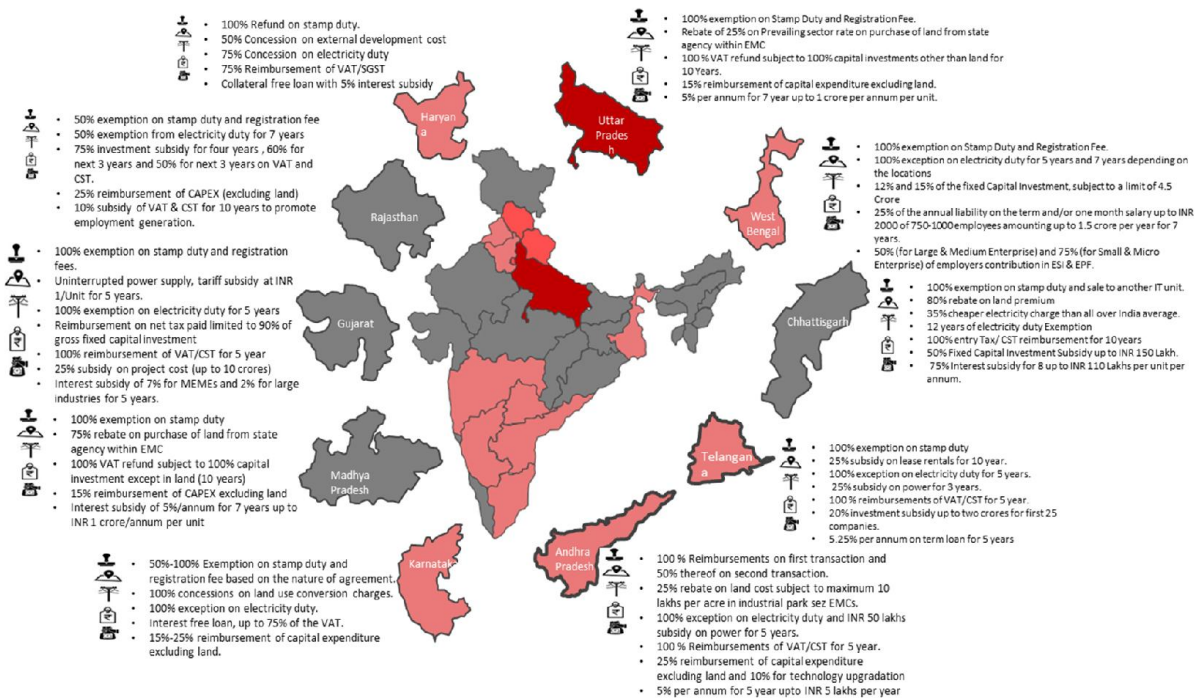 • 100% Refund on stamp duty.
• 50% Concession on external development cost
• 75% Concession on electricity duty
• 75% Reimbursement of VAT/SGST
• Collateral free loan with 5% interest subsidy
Haryan
a
• 100% exemption on Stamp Duty and Registration Fee.
• Rebate of 25% on Prevailing sector rate on purchase of land from state
agency within EMC
• 100% VAT refund subject to 100% capital investments other than land for
10 Years.
• 15% reimbursement of capital expenditure excluding land.
• 5% per annum for 7 year up to 1 crore per annum per unit.
Uttar
Prades
h
• 50% exemption on stamp duty and registration fee
• 50% exemption from electricity duty for 7 years
• 75% investment subsidy for four years , 60% for
next 3 years and 50% for next 3 years on VAT and
CST.
• 25% reimbursement of CAPEX (excluding land)
• 10% subsidy of VAT & CST for 10 years to promote
employment generation.
Rajasthan
• 100% exemption on Stamp Duty and Registration Fee.
• 100% exception on electricity duty for 5 years and 7 years depending on
the locations
• 12% and 15% of the fixed Capital Investment, subject to a limit of 4.5
Crore
• 25% of the annual liability on the term and/or one month salary up to INR
2000 of 750-1000employees amounting up to 1.5 crore per year for 7
years.
• 50% (for Large & Medium Enterprise) and 75% (for Small & Micro
Enterprise) of employers contribution in ESI & EPF.
West
Bengal
• 100% exemption on stamp duty and registration
fees.
• Uninterrupted power supply, tariff subsidy at INR
1/Unit for 5 years.
• 100% exemption on electricity duty for 5 years
• Reimbursement on net tax paid limited to 90% of
gross fixed capital investment
• 100% reimbursement of VAT/CST for 5 year
• 25% subsidy on project cost (up to 10 crores)
• Interest subsidy of 7% for MEMEs and 2% for large
industries for 5 years.
Gujarat
• 100% exemption on stamp duty and sale to another IT unit.
• 80% rebate on land premium
• 35% cheaper electricity charge than all over India average.
• 12 years of electricity duty Exemption
• 100% entry Tax/ CST reimbursement for 10years
• 50% Fixed Capital Investment Subsidy up to INR 150 Lakh.
• 75% Interest subsidy for 8 up to INR 110 Lakhs per unit per
annum.
Chhattisgarh
• 100% exemption on stamp duty
• 75% rebate on purchase of land from state
agency within EMC
• 100% VAT refund subject to 100% capital
investment except in land (10 years)
• 15% reimbursement of CAPEX excluding land
• Interest subsidy of 5%/annum for 7 years up to
INR 1 crore/annum per unit
Madhya
Pradesh
• 100% exemption on stamp duty
• 25% subsidy on lease rentals for 10 year.
• 100% exception on electricity duty for 5 years.
• 25% subsidy on power for 3 years.
• 100% reimbursements of VAT/CST for 5 year.
• 20% investment subsidy up to two crores for first 25
companies.
• 5.25% per annum on term loan for 5 years
Telangan
a
• 50%-100% Exemption on stamp duty and
registration fee based on the nature of agreement.
• 100% concessions on land use conversion charges.
• 100% exception on electricity duty.
• Interest free loan, up to 75% of the VAT.
• 15%-25% reimbursement of capital expenditure
excluding land.
Karnataka
• 100 % Reimbursements on first transaction and
50% thereof on second transaction.
• 25% rebate on land cost subject to maximum 10
lakhs per acre in industrial park sez EMCs.
• 100% exception on electricity duty and INR 50 lakhs
subsidy on power for 5 years.
• 100 % Reimbursements of VAT/CST for 5 year.
• 25% reimbursement of capital expenditure
excluding land and 10% for technology upgradation
• 5% per annum for 5 year upto INR 5 lakhs per year
Andhra
Pradesh